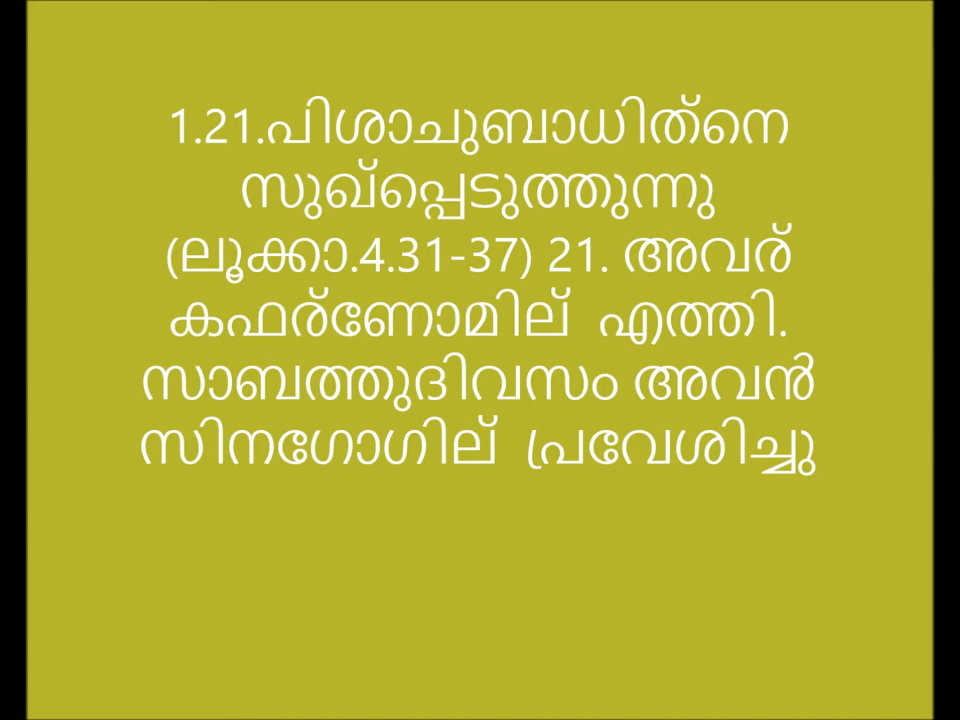 1.21.പിശാചുബാധിത്നെ
സുഖ്പ്പെടുത്തുന്നു
(ലൂക്കാ.4.31-37) 21. അവര്
കഫര്ണോമില് എത്തി.
സാബത്തുദിവസം അവൻ
സിനഗോഗില് പ്രവേശിച്ചു